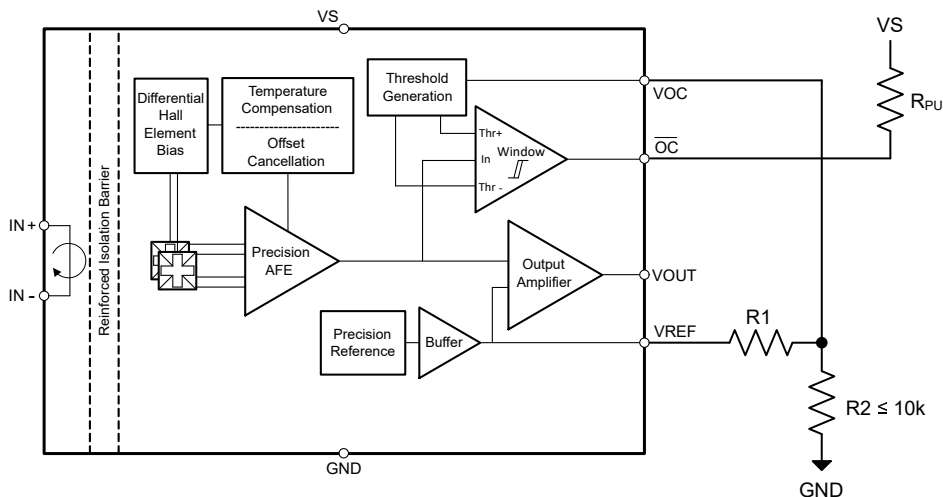 VS
VS
Differential
Hall
Element
Bias
Temperature
Compensation
Offset
Cancellation
Threshold
Generation
VOC
R_PU
Thr+
Window
In
Thr -
OC
Reinforced Isolation Barrier
IN+
IN-
Precision
AFE
Output
Amplifier
VOUT
Precision
Reference
Buffer
VREF
R1
R2 ≤ 10k
GND
GND